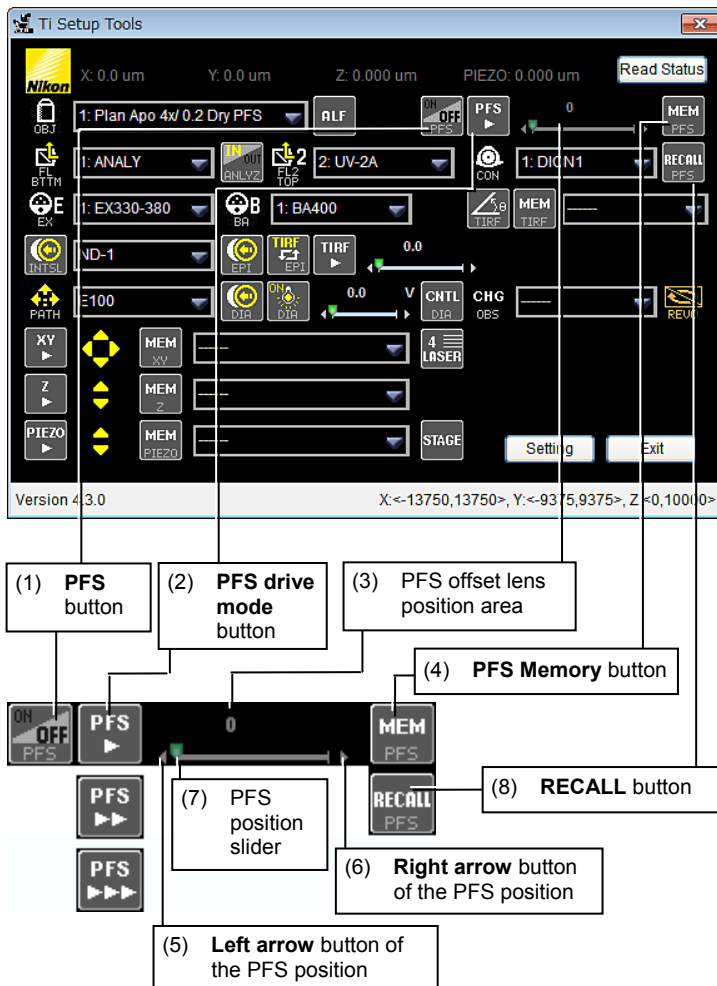 Ti Setup Tools
Nikon X: 0.0 um Y: 0.0 um Z: 0.000 um PIEZO: 0.000 um Read Status
OBJ 1: Plan Apo 4x/ 0.2 Dry PFS ALF ON OFF PFS PFS 0 MEM PFS
FL BTTM 1: ANALY IN OUT ANLYZ 2 FL2 TOP 2: UV-2A CON 1: DICN1 RECALL PFS
E EX 1: EX330-380 B BA 1: BA400 θ TIRF MEM TIRF -----
INTSL ND-1 EPI TIRF EPI TIRF 0.0
PATH E100 DIA ON DIA 0.0 V CNTL DIA CHG OBS ----- REVO
XY MEM XY ----- 4 LASER
Z MEM Z -----
PIEZO MEM PIEZO ----- STAGE Setting Exit
Version 4.3.0 X:<-13750,13750>, Y:<-9375,9375>, Z:<0,10000>
(1) PFS
button
(2) PFS drive
mode
button
(3) PFS offset lens
position area
(4) PFS Memory button
ON OFF PFS PFS 0 MEM PFS
PFS
RECALL PFS
PFS
(7) PFS
position
slider
(8) RECALL button
(6) Right arrow button
of the PFS position
(5) Left arrow button of
the PFS position